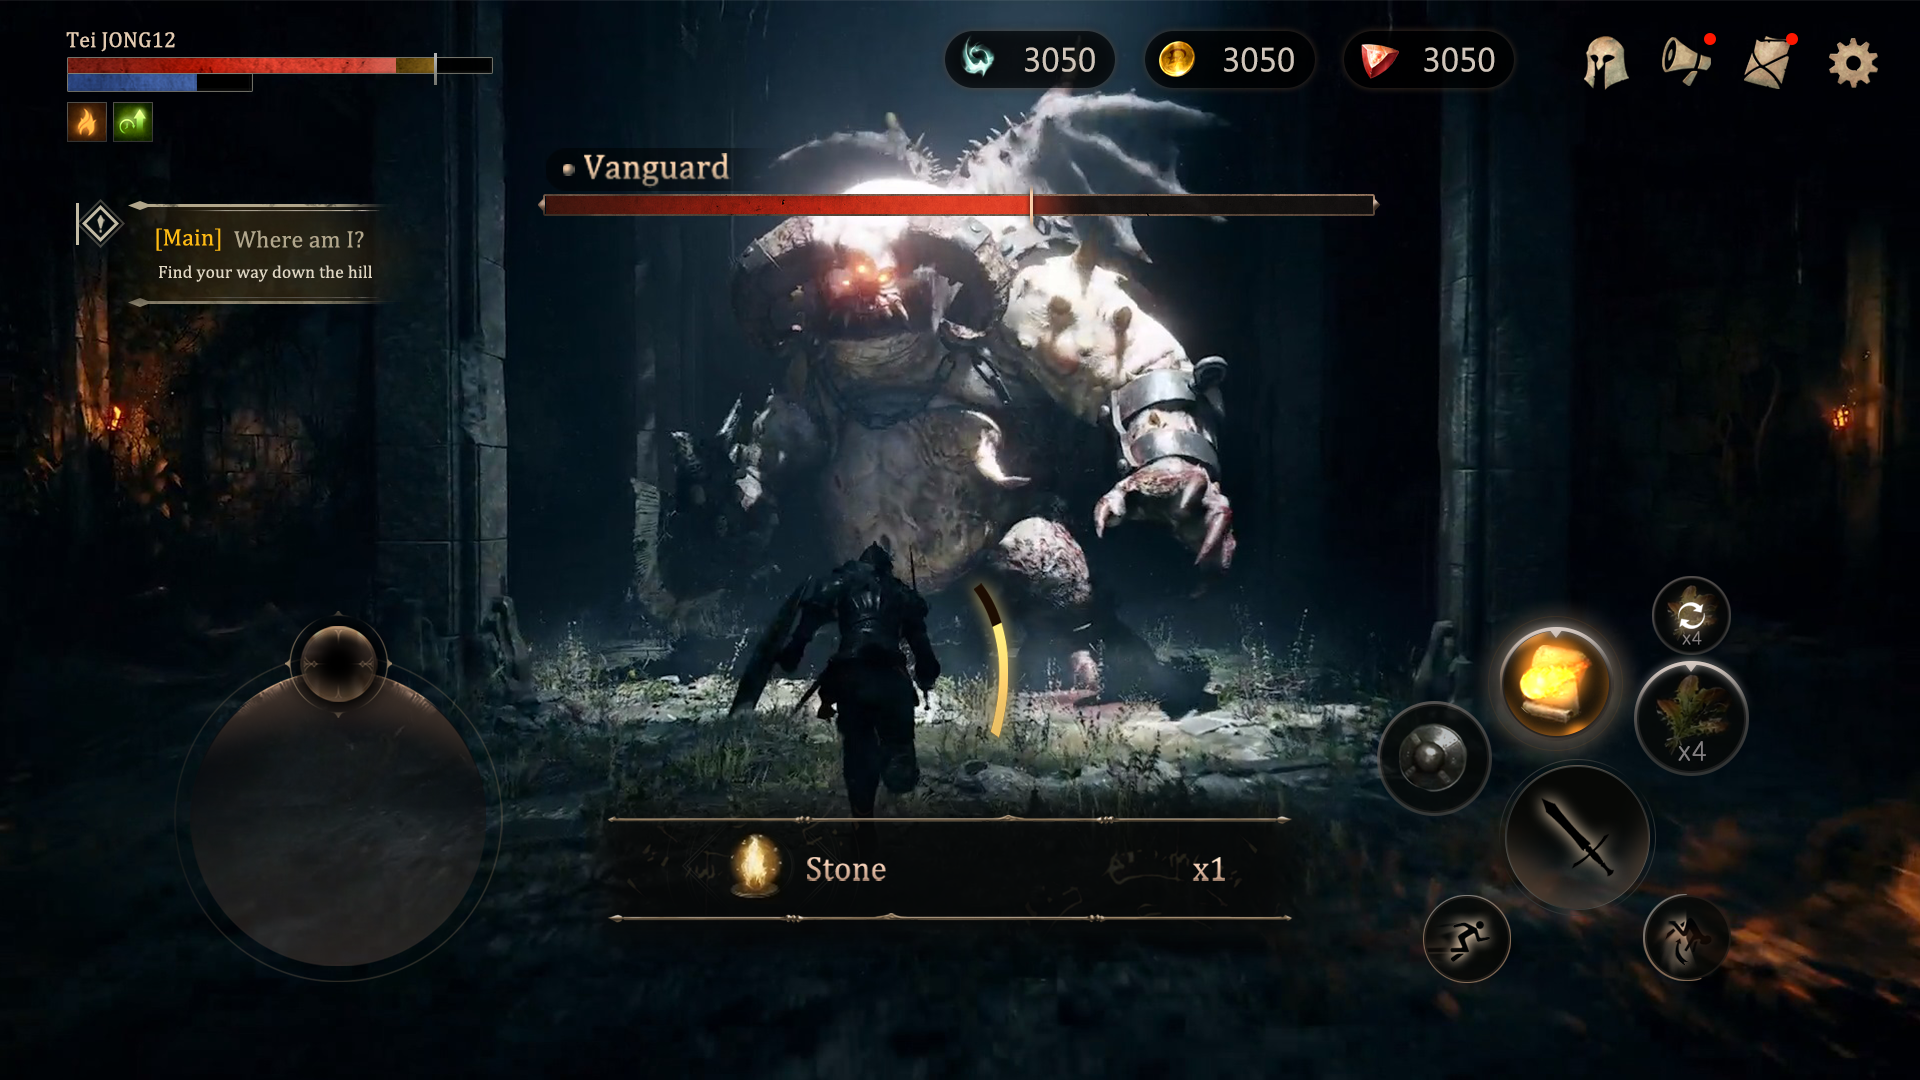 Tei JONG12
3050
3050
3050
Vanguard
[Main] Where am I?
Find your way down the hill
x4
x4
Stone x1